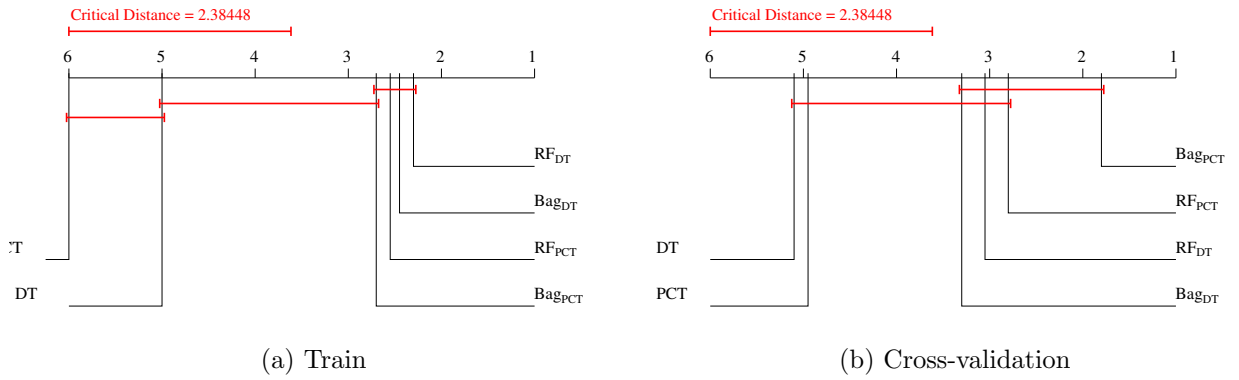 Critical Distance = 2.38448
6 5 4 3 2 1
RF_DT
Bag_DT
RF_PCT
Bag_PCT
CT
DT
(a) Train
Critical Distance = 2.38448
6 5 4 3 2 1
Bag_PCT
RF_PCT
DT RF_DT
PCT Bag_DT
(b) Cross-validation